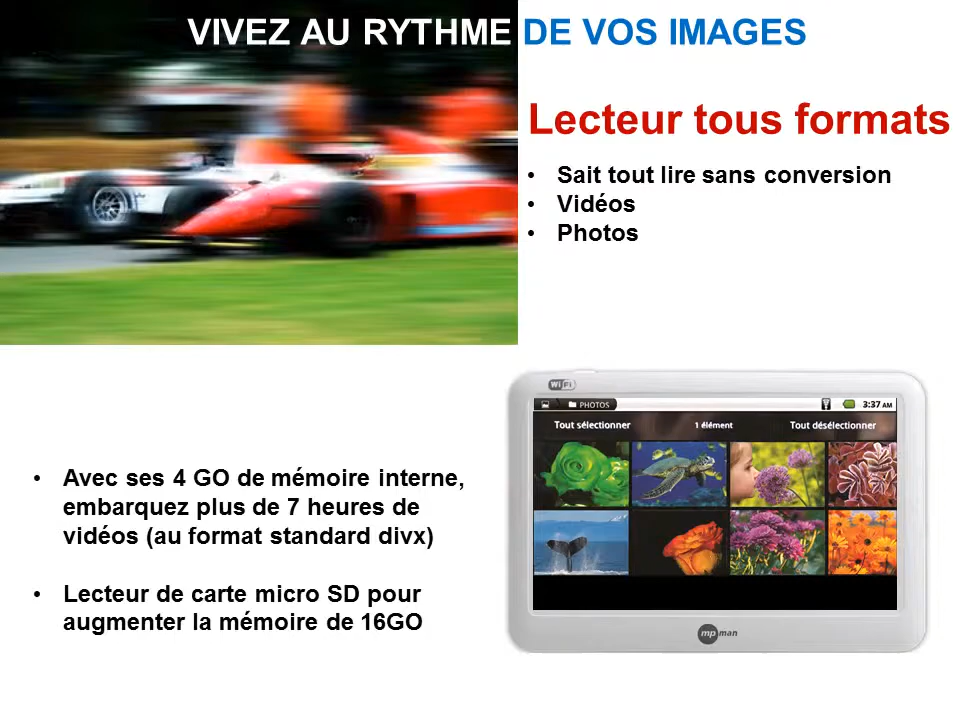 VIVEZ AU RYTHME DE VOS IMAGES
Lecteur tous formats
• Sait tout lire sans conversion
• Vidéos
• Photos
WiFi
PHOTOS 3:37 AM
Tout sélectionner 1 élément Tout désélectionner
• Avec ses 4 GO de mémoire interne,
embarquez plus de 7 heures de
vidéos (au format standard divx)
• Lecteur de carte micro SD pour
augmenter la mémoire de 16GO
mpman